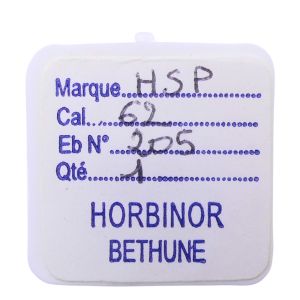 Marque H.S.P
Cal. 62
Eb N° 205
Qté 1
HORBINOR
BETHUNE